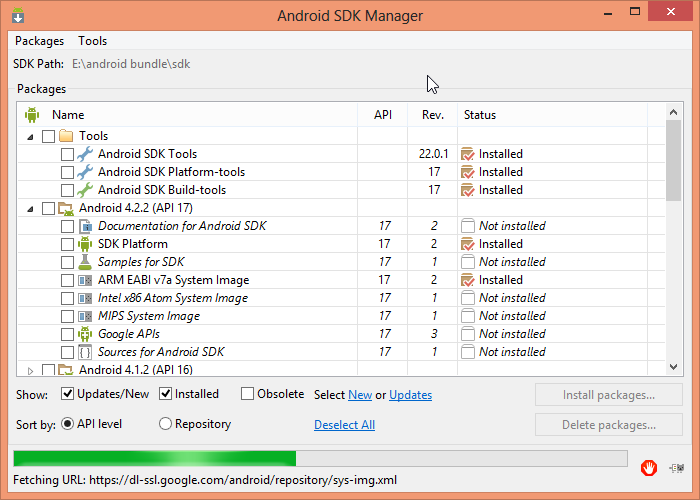 Android SDK Manager
Packages Tools
SDK Path: E:\android bundle\sdk
Packages
Name API Rev. Status
Tools
Android SDK Tools 22.0.1 Installed
Android SDK Platform-tools 17 Installed
Android SDK Build-tools 17 Installed
Android 4.2.2 (API 17)
Documentation for Android SDK 17 2 Not installed
SDK Platform 17 2 Installed
Samples for SDK 17 1 Not installed
ARM EABI v7a System Image 17 2 Installed
Intel x86 Atom System Image 17 1 Not installed
MIPS System Image 17 1 Not installed
Google APIs 17 3 Not installed
Sources for Android SDK 17 1 Not installed
Android 4.1.2 (API 16)
Show: Updates/New Installed Obsolete Select New or Updates Install packages...
Sort by: API level Repository Deselect All Delete packages...
Fetching URL: https://dl-ssl.google.com/android/repository/sys-img.xml